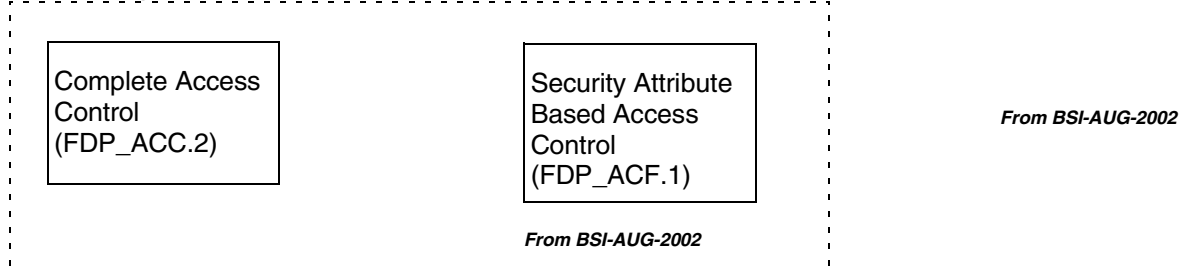 Complete Access
Control
(FDP_ACC.2)
Security Attribute
Based Access
Control
(FDP_ACF.1)
From BSI-AUG-2002
From BSI-AUG-2002